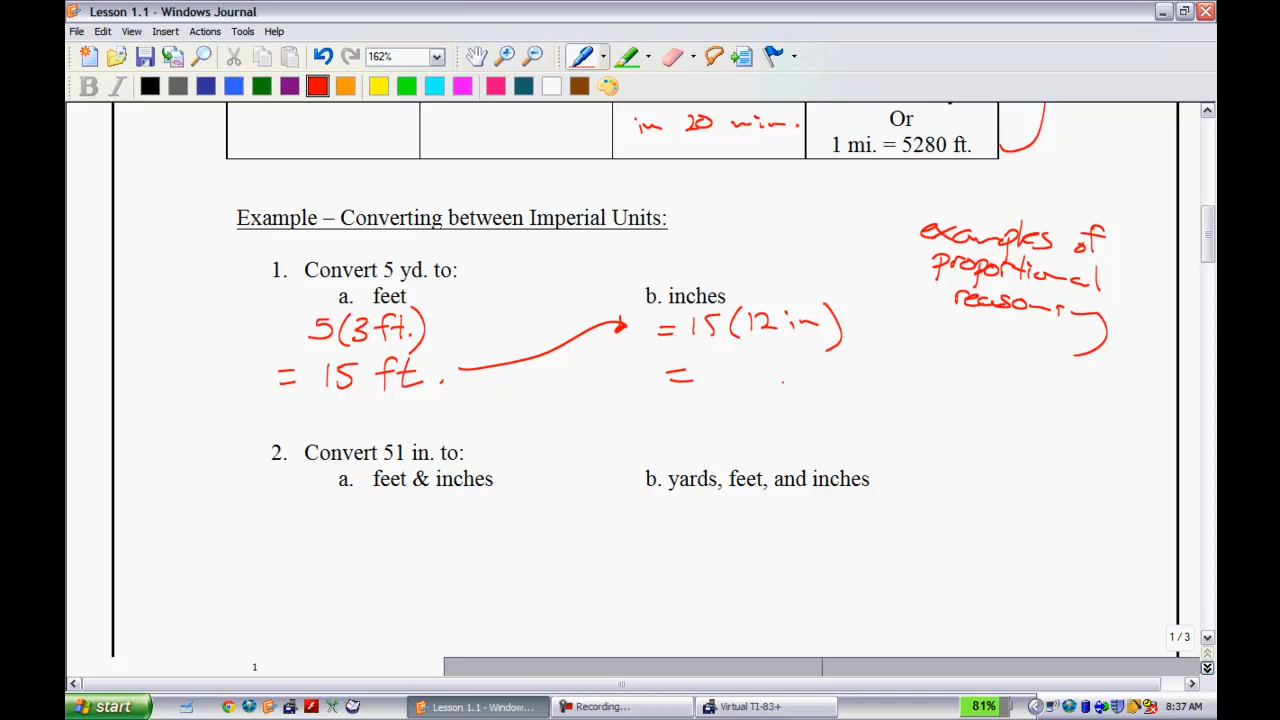 Lesson 1.1 - Windows Journal
File Edit View Insert Actions Tools Help
162%
B I
in 20 min.
Or
1 mi. = 5280 ft.
Example – Converting between Imperial Units:
examples of
proportional
reasoning
1. Convert 5 yd. to:
a. feet
b. inches
5(3 ft.)
= 15(12 in)
= 15 ft.
=
2. Convert 51 in. to:
a. feet & inches
b. yards, feet, and inches
1 / 3
1
start
Lesson 1.1 - Window...
Recording...
Virtual TI-83+
81%
8:37 AM